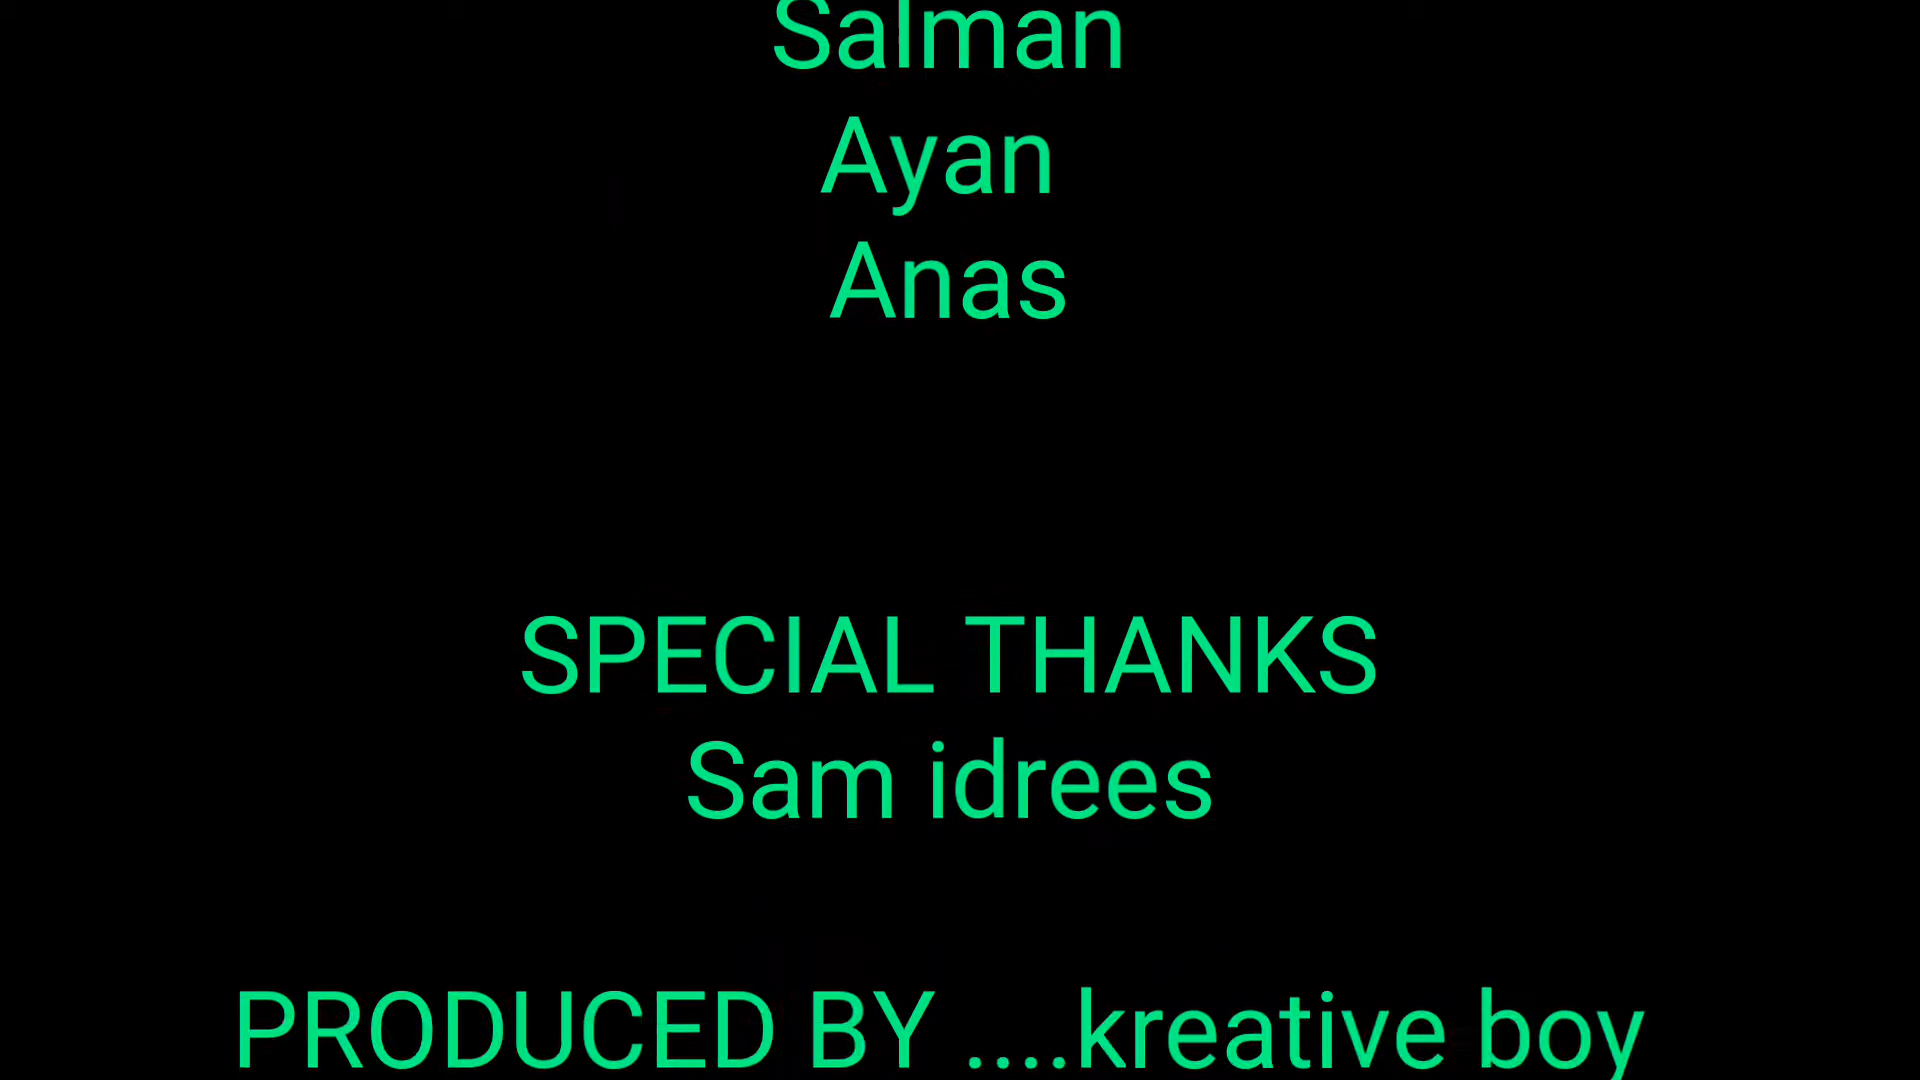 Salman
Ayan
Anas
SPECIAL THANKS
Sam idrees
PRODUCED BY ....kreative boy